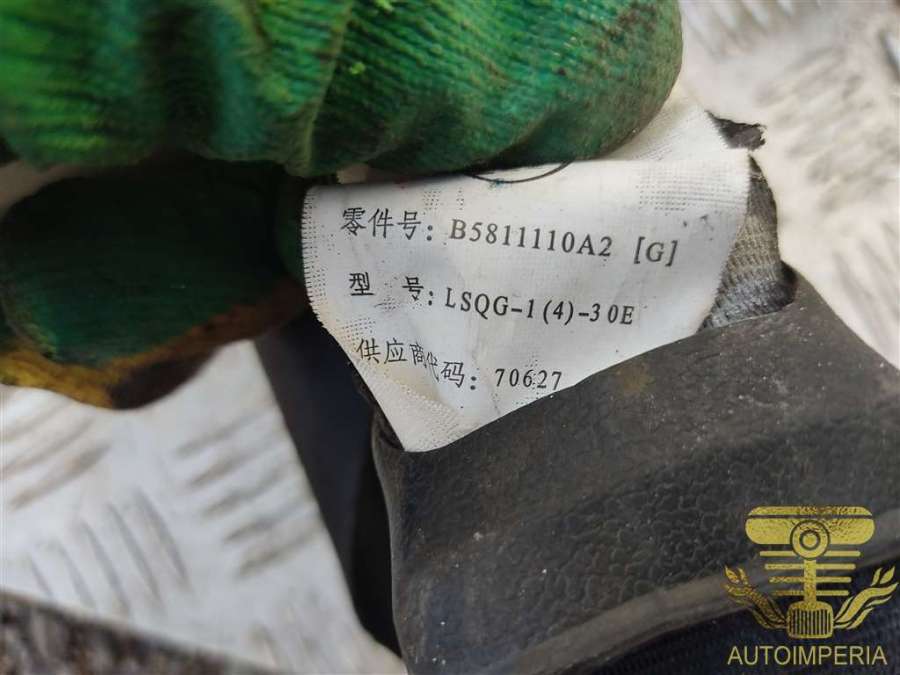 零件号: B5811110A2 [G]
型 号: LSQG-1(4)-30E
供应商代码: 70627
AUTOIMPERIA